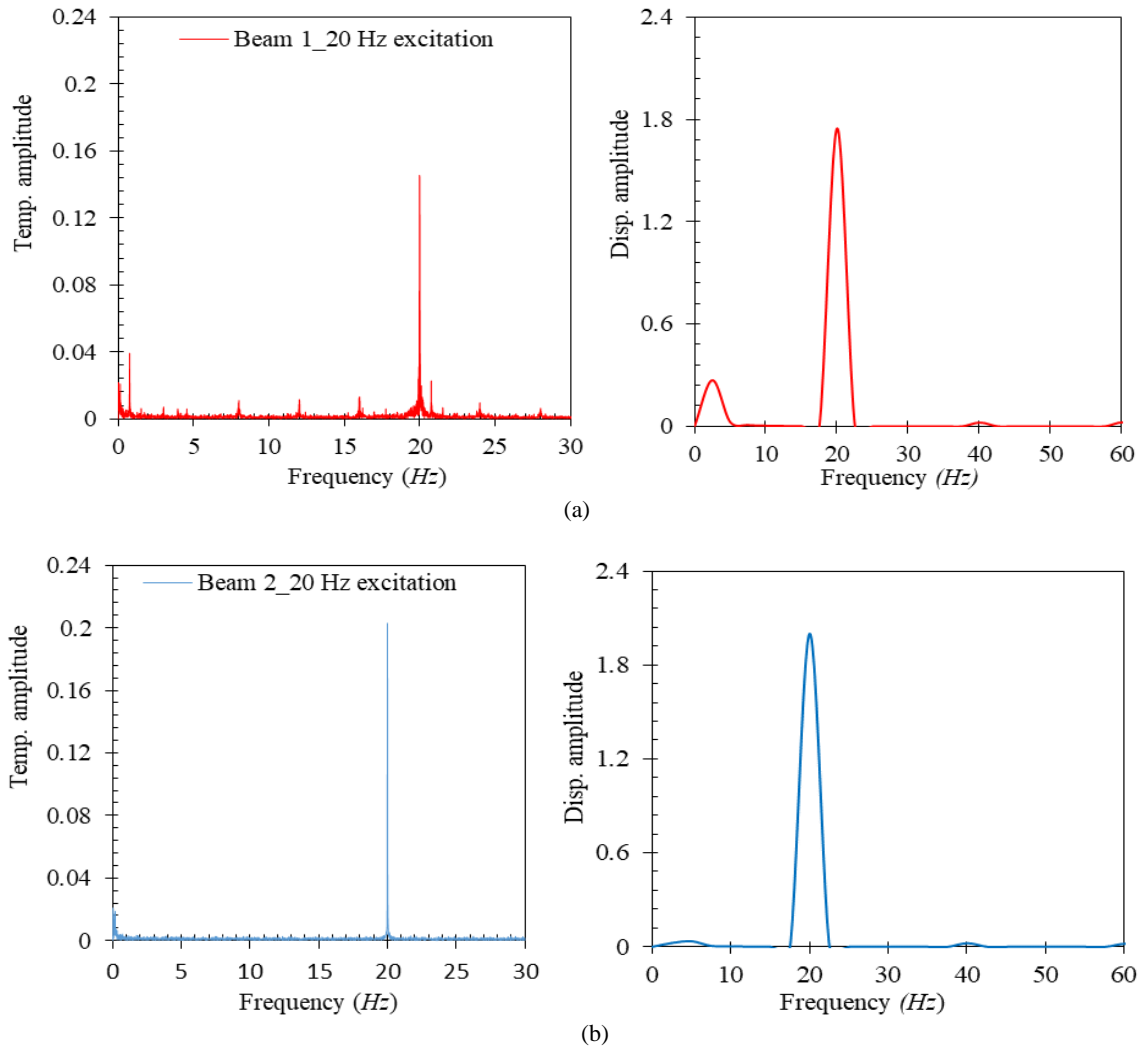 Beam 1_20 Hz excitation
Temp. amplitude
0.24
0.2
0.16
0.12
0.08
0.04
0
0 5 10 15 20 25 30
Frequency (Hz)
Disp. amplitude
2.4
1.8
1.2
0.6
0
0 10 20 30 40 50 60
Frequency (Hz)
(a)
Beam 2_20 Hz excitation
Temp. amplitude
0.24
0.2
0.16
0.12
0.08
0.04
0
0 5 10 15 20 25 30
Frequency (Hz)
Disp. amplitude
2.4
1.8
1.2
0.6
0
0 10 20 30 40 50 60
Frequency (Hz)
(b)